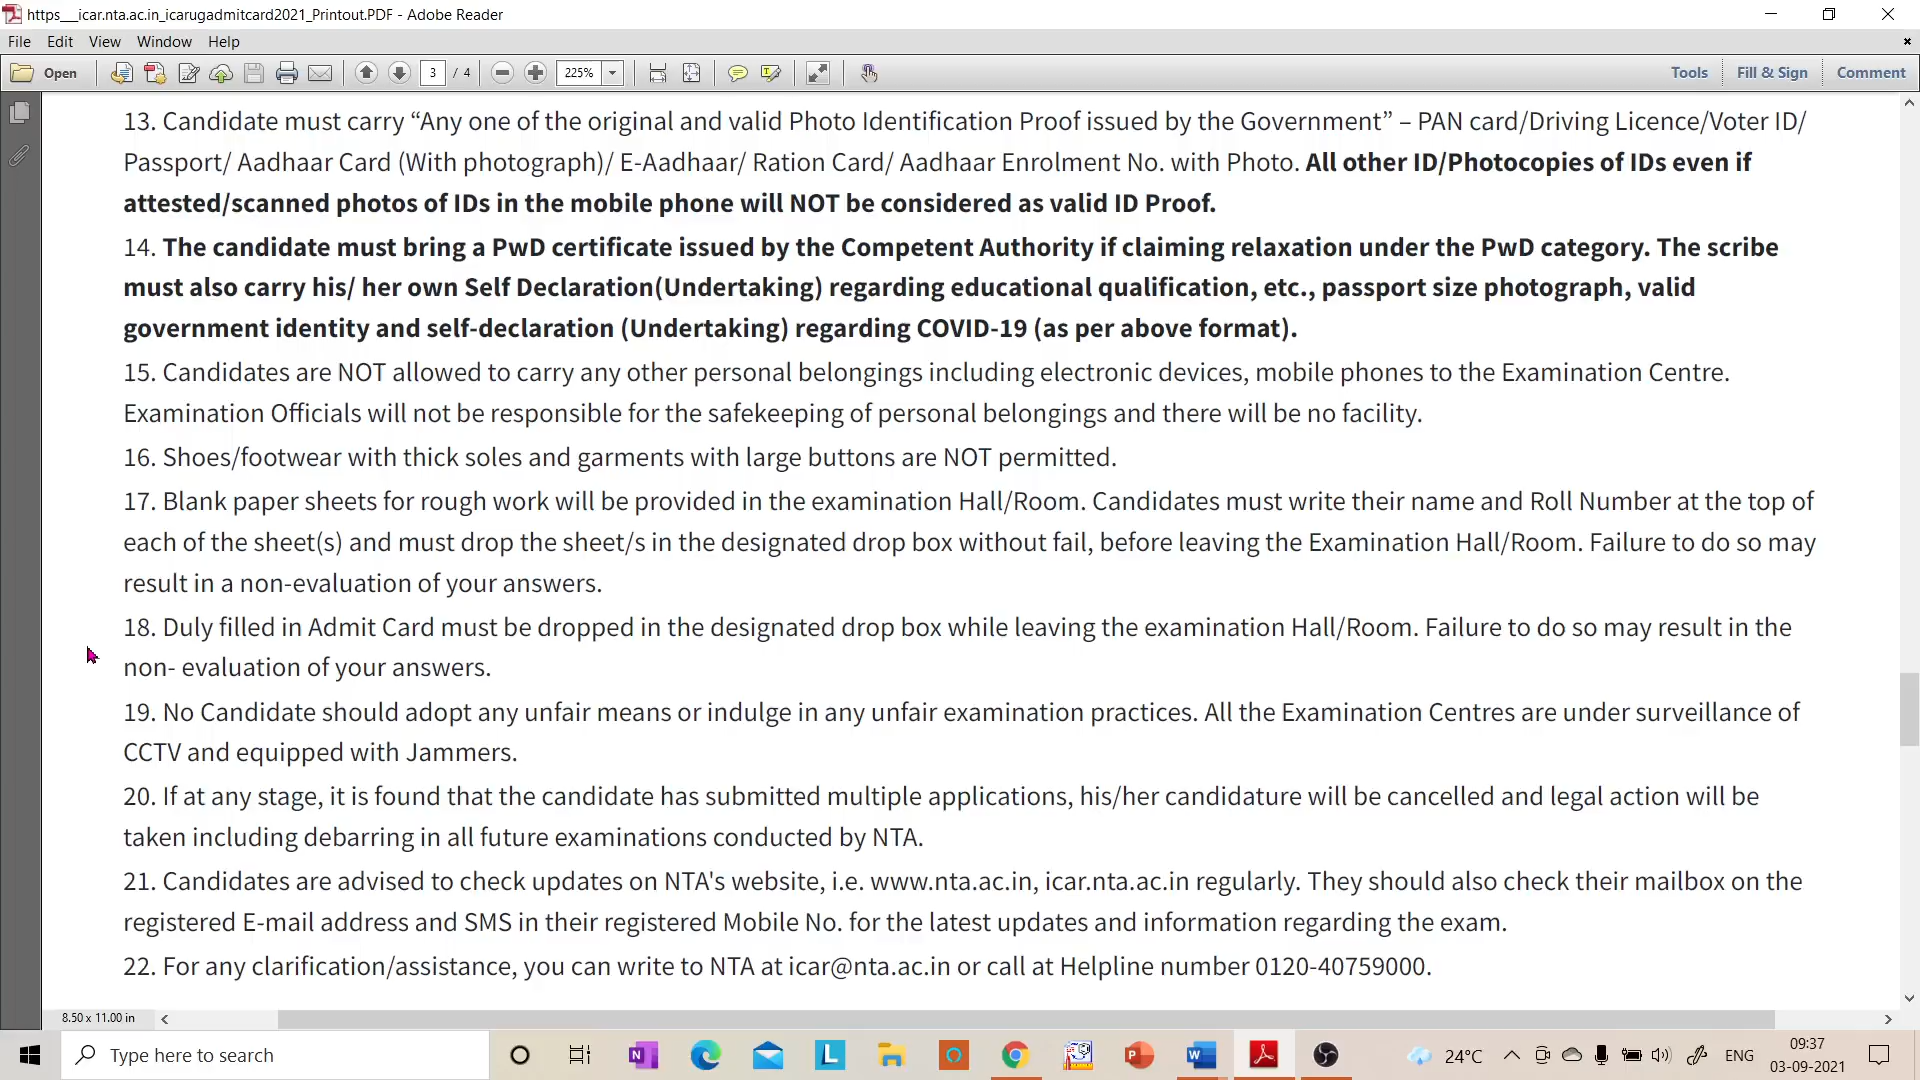 https__icar.nta.ac.in_icarugadmitcard2021_Printout.PDF - Adobe Reader
File Edit View Window Help
Open 3 / 4 225% Tools Fill & Sign Comment
13. Candidate must carry “Any one of the original and valid Photo Identification Proof issued by the Government” – PAN card/Driving Licence/Voter ID/
Passport/ Aadhaar Card (With photograph)/ E-Aadhaar/ Ration Card/ Aadhaar Enrolment No. with Photo. All other ID/Photocopies of IDs even if
attested/scanned photos of IDs in the mobile phone will NOT be considered as valid ID Proof.
14. The candidate must bring a PwD certificate issued by the Competent Authority if claiming relaxation under the PwD category. The scribe
must also carry his/ her own Self Declaration(Undertaking) regarding educational qualification, etc., passport size photograph, valid
government identity and self-declaration (Undertaking) regarding COVID-19 (as per above format).
15. Candidates are NOT allowed to carry any other personal belongings including electronic devices, mobile phones to the Examination Centre.
Examination Officials will not be responsible for the safekeeping of personal belongings and there will be no facility.
16. Shoes/footwear with thick soles and garments with large buttons are NOT permitted.
17. Blank paper sheets for rough work will be provided in the examination Hall/Room. Candidates must write their name and Roll Number at the top of
each of the sheet(s) and must drop the sheet/s in the designated drop box without fail, before leaving the Examination Hall/Room. Failure to do so may
result in a non-evaluation of your answers.
18. Duly filled in Admit Card must be dropped in the designated drop box while leaving the examination Hall/Room. Failure to do so may result in the
non- evaluation of your answers.
19. No Candidate should adopt any unfair means or indulge in any unfair examination practices. All the Examination Centres are under surveillance of
CCTV and equipped with Jammers.
20. If at any stage, it is found that the candidate has submitted multiple applications, his/her candidature will be cancelled and legal action will be
taken including debarring in all future examinations conducted by NTA.
21. Candidates are advised to check updates on NTA's website, i.e. www.nta.ac.in, icar.nta.ac.in regularly. They should also check their mailbox on the
registered E-mail address and SMS in their registered Mobile No. for the latest updates and information regarding the exam.
22. For any clarification/assistance, you can write to NTA at icar@nta.ac.in or call at Helpline number 0120-40759000.
8.50 x 11.00 in
Type here to search
24°C ENG 09:37
03-09-2021